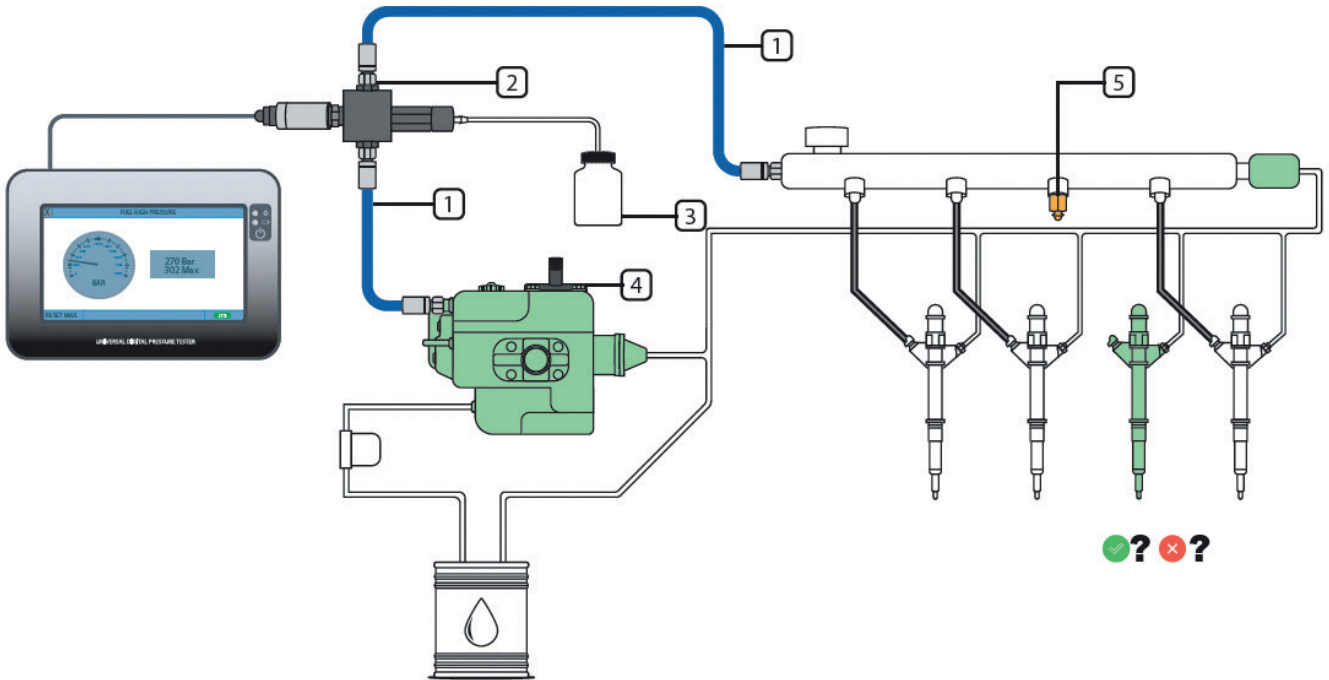 1
2
5
1
3
4
X
FUEL HIGH PRESSURE
270 Bar
302 Max
BAR
RESET MAX.
UNIVERSAL DIGITAL PRESSURE TESTER
? ?